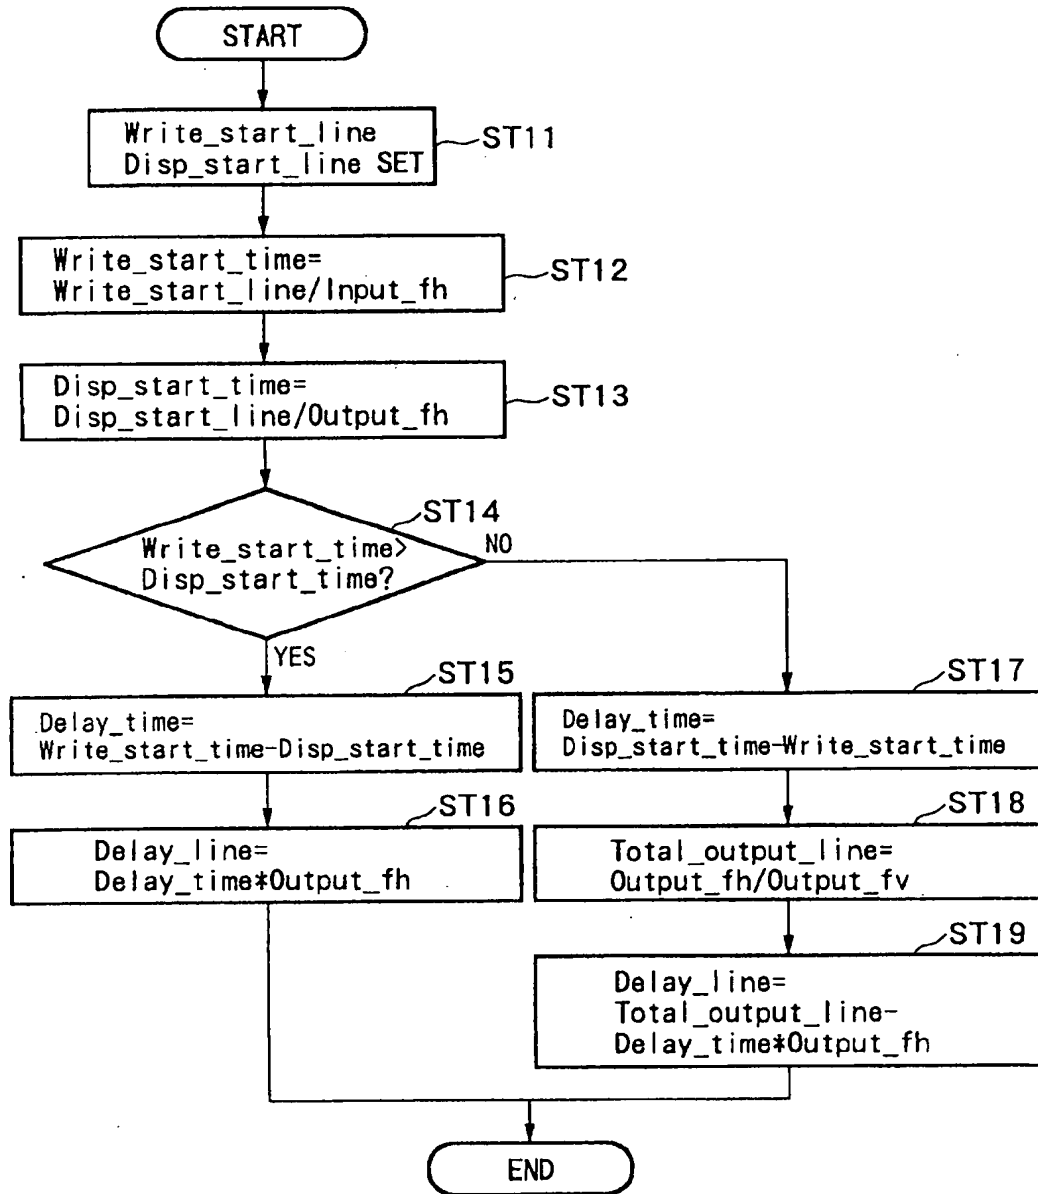 START
Write_start_line
Disp_start_line SET
ST11
Write_start_time=
Write_start_line/Input_fh
ST12
Disp_start_time=
Disp_start_line/Output_fh
ST13
ST14
Write_start_time>
Disp_start_time?
NO
YES
ST15
Delay_time=
Write_start_time-Disp_start_time
ST16
Delay_line=
Delay_time*Output_fh
ST17
Delay_time=
Disp_start_time-Write_start_time
ST18
Total_output_line=
Output_fh/Output_fv
ST19
Delay_line=
Total_output_line-
Delay_time*Output_fh
END